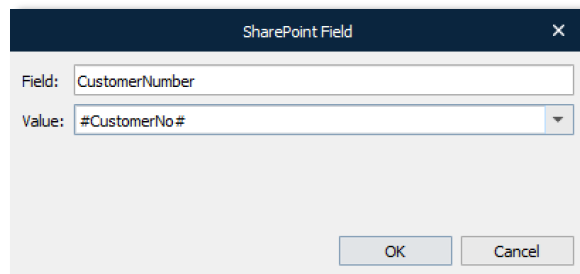 SharePoint Field
Field: CustomerNumber
Value: #CustomerNo#
OK Cancel